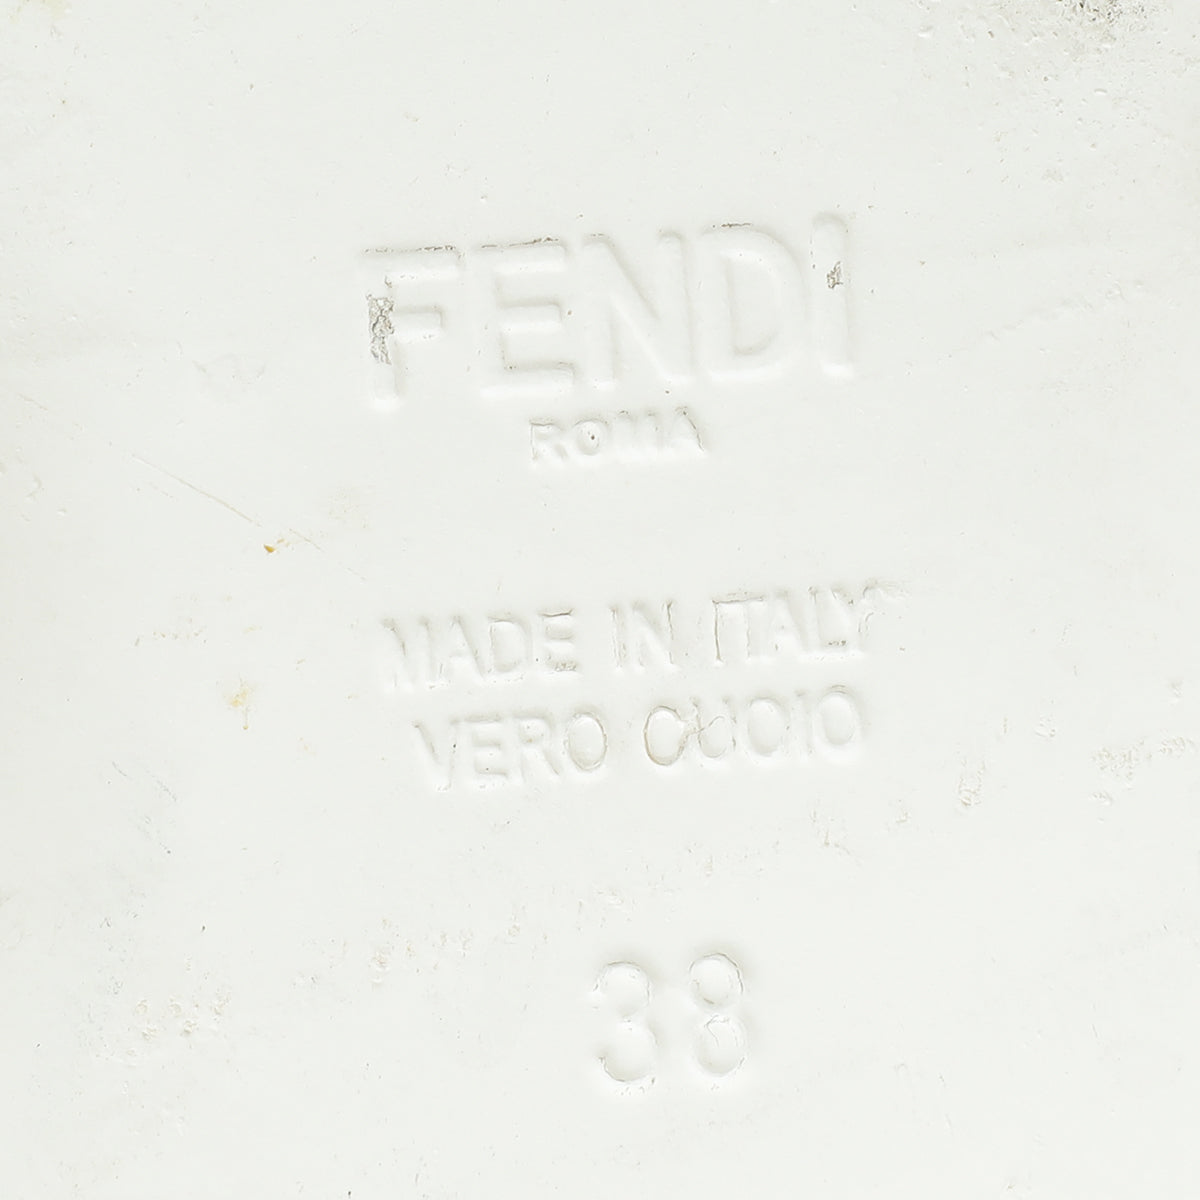 FENDI
ROMA
MADE IN ITALY
VERO CUOIO
38